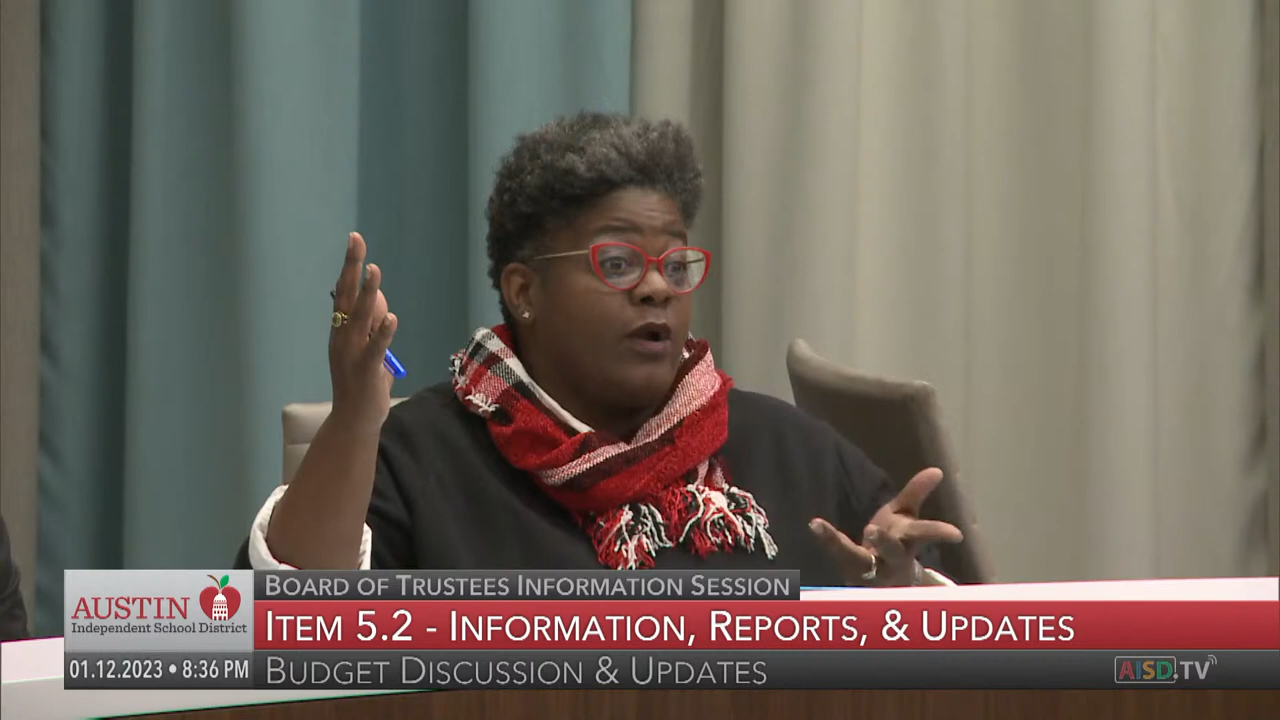 BOARD OF TRUSTEES INFORMATION SESSION
AUSTIN
Independent School District
ITEM 5.2 - INFORMATION, REPORTS, & UPDATES
01.12.2023 • 8:36 PM
BUDGET DISCUSSION & UPDATES
AISD.TV